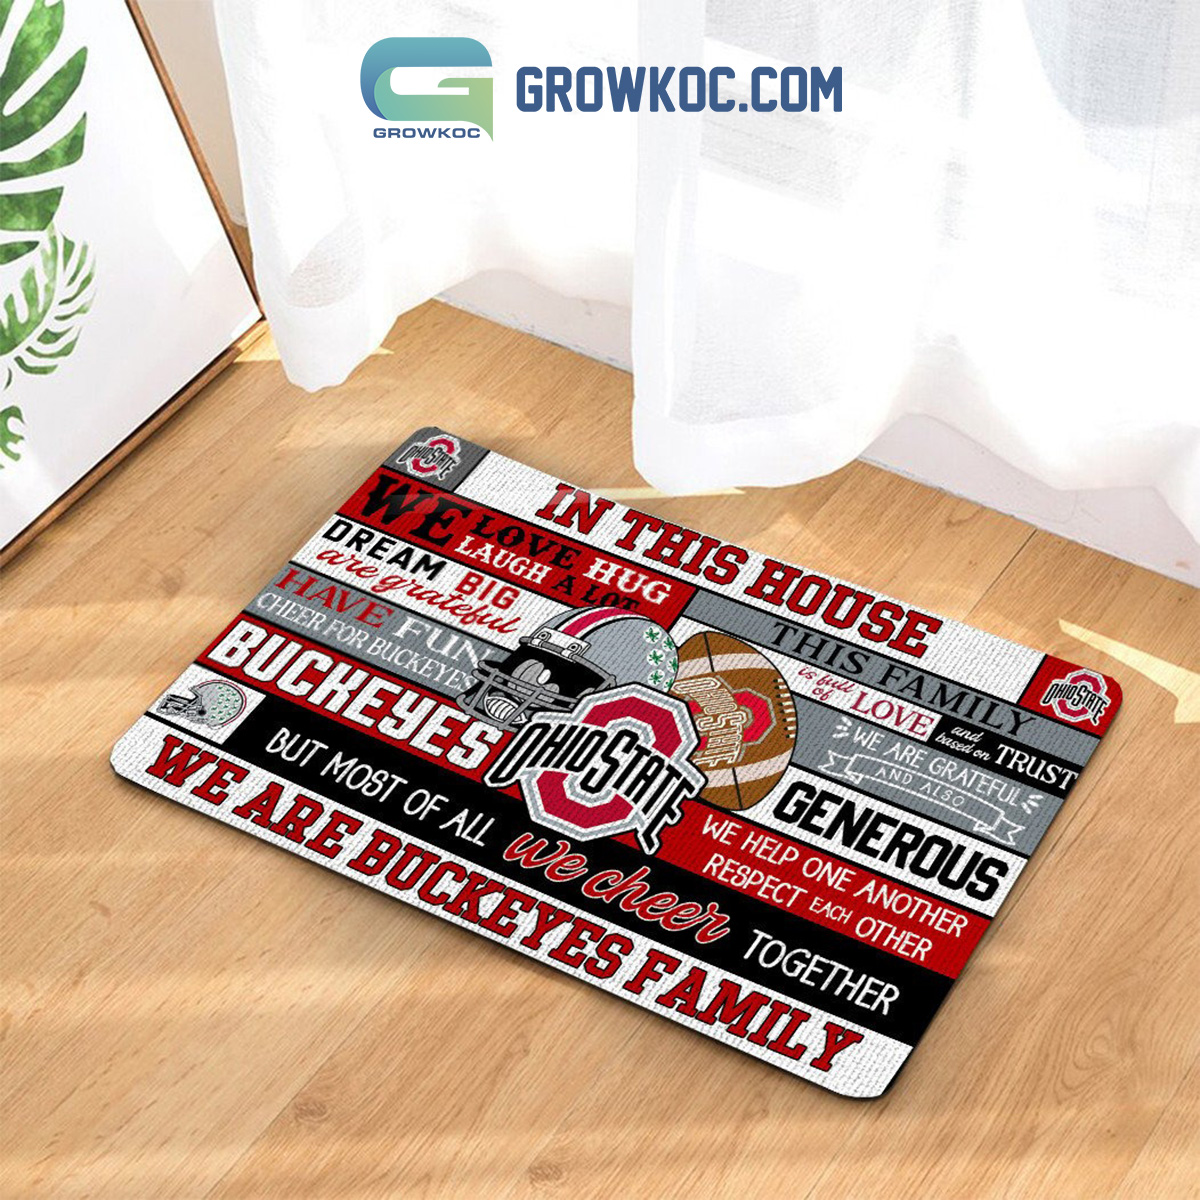 GROWKOC
GROWKOC.COM
OHIO STATE
IN THIS HOUSE
WE LOVE HUG
LAUGH A LOT
DREAM BIG
are grateful
HAVE FUN
CHEER FOR BUCKEYES
BUCKEYES
THIS FAMILY
is full of LOVE and based on TRUST
WE ARE GRATEFUL
AND ALSO
GENEROUS
WE HELP ONE ANOTHER
RESPECT EACH OTHER
OHIO STATE
OHIO STATE
OHIO STATE
BUT MOST OF ALL we cheer TOGETHER
WE ARE BUCKEYES FAMILY